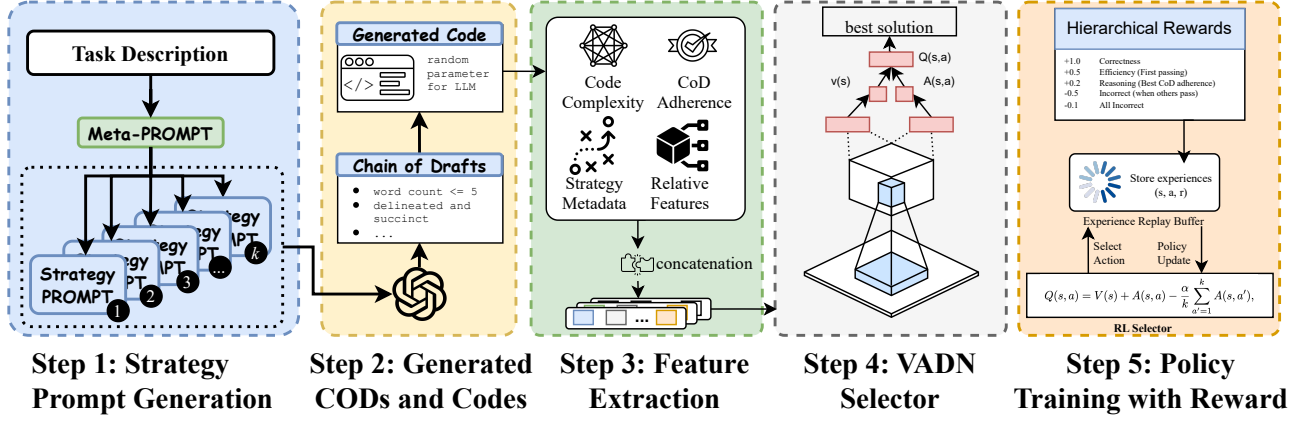 Task Description
Meta-PROMPT
Strategy
PROMPT
1
2
3
...
k
Step 1: Strategy
Prompt Generation
Generated Code
</>
random
parameter
for LLM
Chain of Drafts
word count <= 5
delineated and
succinct
...
Step 2: Generated
CODs and Codes
Code
Complexity
CoD
Adherence
Strategy
Metadata
Relative
Features
concatenation
...
Step 3: Feature
Extraction
best solution
Q(s,a)
v(s)
A(s,a)
Step 4: VADN
Selector
Hierarchical Rewards
+1.0 Correctness
+0.5 Efficiency (First passing)
+0.2 Reasoning (Best CoD adherence)
-0.5 Incorrect (when others pass)
-0.1 All Incorrect
Store experiences
(s, a, r)
Experience Replay Buffer
Select
Action
Policy
Update
Q(s, a) = V(s) + A(s, a) − α/k ∑_{a'=1}^{k} A(s, a'),
RL Selector
Step 5: Policy
Training with Reward